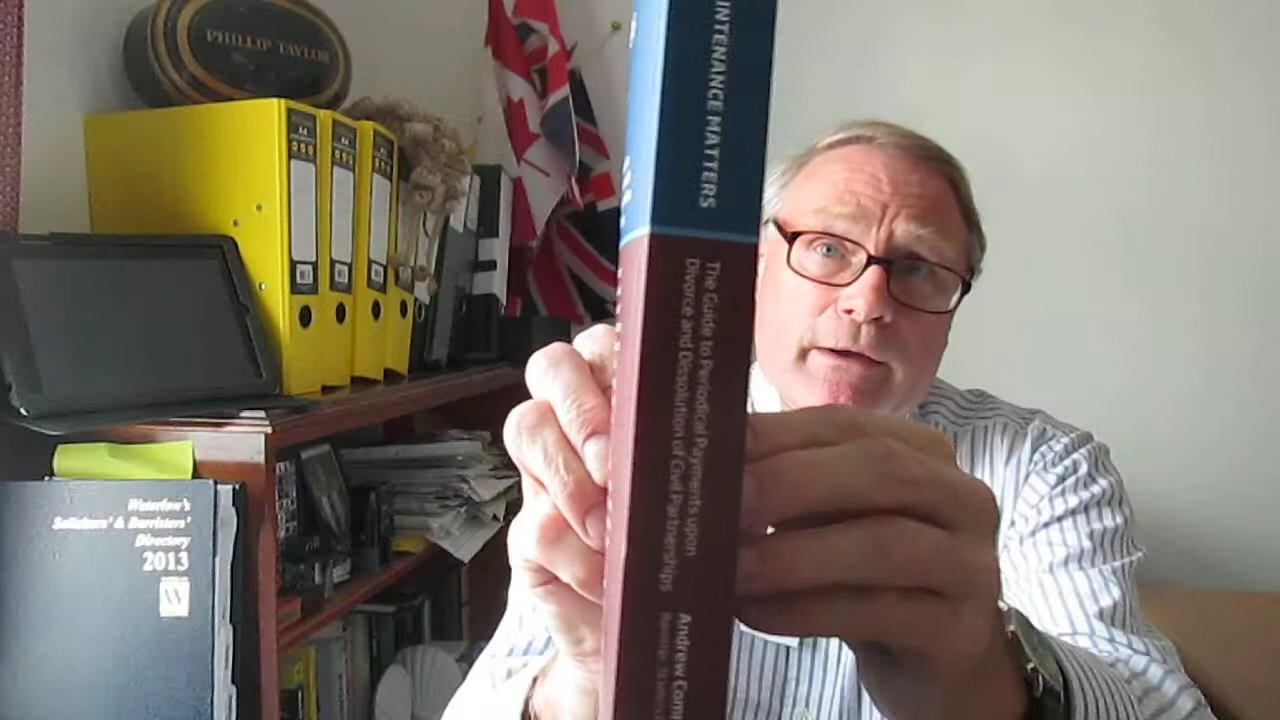 PHILLIP TAYLOR
INTENANCE MATTERS
The Guide to Periodical Payments upon
Divorce and Dissolution of Civil Partnerships
Andrew Com
Waterlow's
Solicitors' & Barristers'
Directory
2013
W